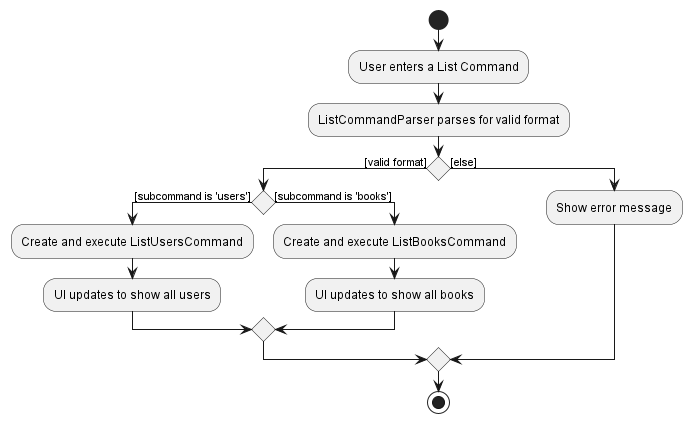 User enters a List Command
ListCommandParser parses for valid format
[valid format]
[else]
[subcommand is 'users']
[subcommand is 'books']
Show error message
Create and execute ListUsersCommand
Create and execute ListBooksCommand
UI updates to show all users
UI updates to show all books